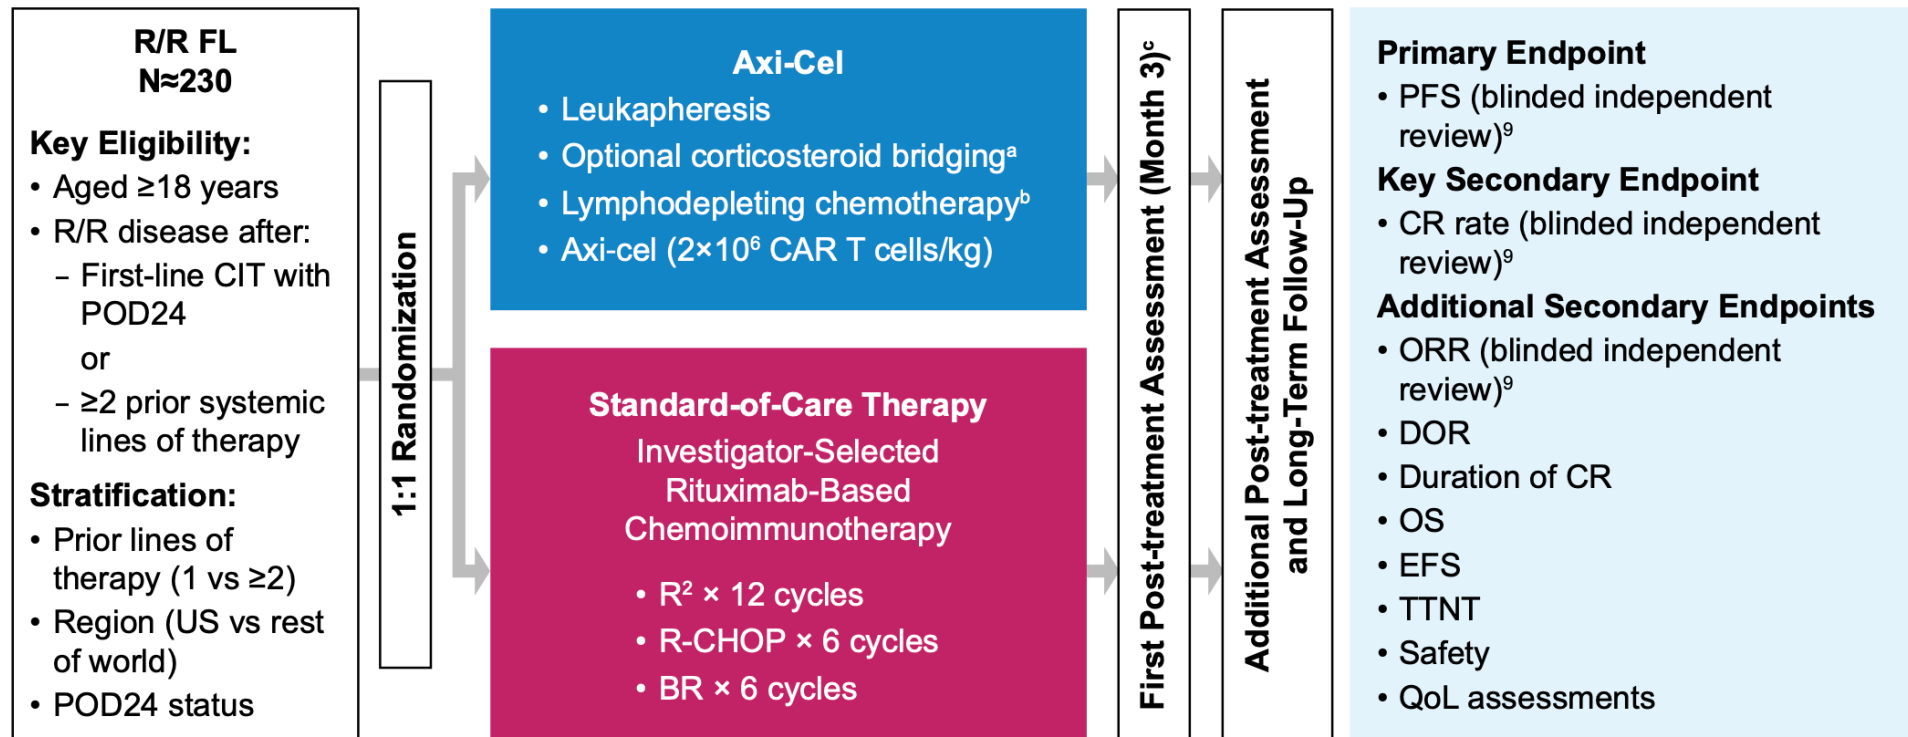 R/R FL
N≈230
Key Eligibility:
• Aged ≥18 years
• R/R disease after:
– First-line CIT with
POD24
or
– ≥2 prior systemic
lines of therapy
Stratification:
• Prior lines of
therapy (1 vs ≥2)
• Region (US vs rest
of world)
• POD24 status
1:1 Randomization
Axi-Cel
• Leukapheresis
• Optional corticosteroid bridgingᵃ
• Lymphodepleting chemotherapyᵇ
• Axi-cel (2×10⁶ CAR T cells/kg)
Standard-of-Care Therapy
Investigator-Selected
Rituximab-Based
Chemoimmunotherapy
• R² × 12 cycles
• R-CHOP × 6 cycles
• BR × 6 cycles
First Post-treatment Assessment (Month 3)ᶜ
Additional Post-treatment Assessment
and Long-Term Follow-Up
Primary Endpoint
• PFS (blinded independent
review)⁹
Key Secondary Endpoint
• CR rate (blinded independent
review)⁹
Additional Secondary Endpoints
• ORR (blinded independent
review)⁹
• DOR
• Duration of CR
• OS
• EFS
• TTNT
• Safety
• QoL assessments